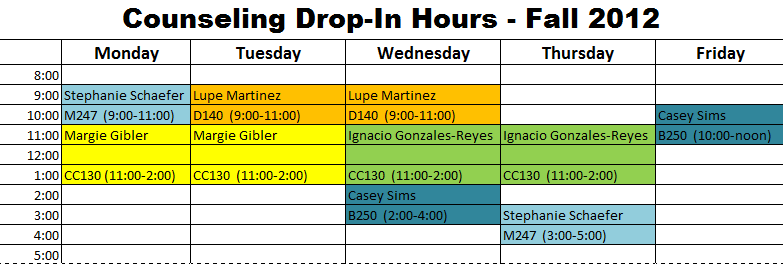 Counseling Drop-In Hours - Fall 2012
Monday Tuesday Wednesday Thursday Friday
8:00
9:00 Stephanie Schaefer Lupe Martinez Lupe Martinez
10:00 M247 (9:00-11:00) D140 (9:00-11:00) D140 (9:00-11:00) Casey Sims
11:00 Margie Gibler Margie Gibler Ignacio Gonzales-Reyes Ignacio Gonzales-Reyes B250 (10:00-noon)
12:00
1:00 CC130 (11:00-2:00) CC130 (11:00-2:00) CC130 (11:00-2:00) CC130 (11:00-2:00)
2:00 Casey Sims
3:00 B250 (2:00-4:00) Stephanie Schaefer
4:00 M247 (3:00-5:00)
5:00